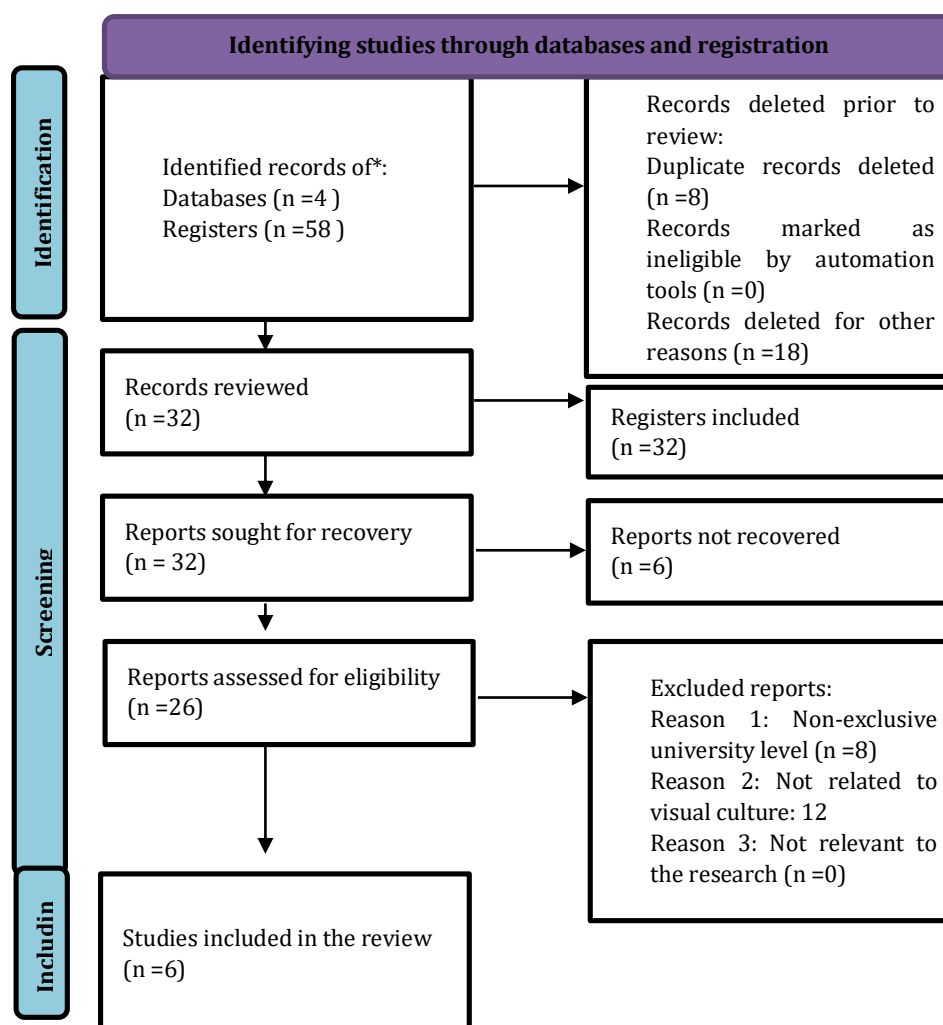 Identifying studies through databases and registration
Identification
Identified records of*:
Databases (n =4 )
Registers (n =58 )
Records deleted prior to
review:
Duplicate records deleted
(n =8)
Records marked as
ineligible by automation
tools (n =0)
Records deleted for other
reasons (n =18)
Screening
Records reviewed
(n =32)
Registers included
(n =32)
Reports sought for recovery
(n = 32)
Reports not recovered
(n =6)
Reports assessed for eligibility
(n =26)
Excluded reports:
Reason 1: Non-exclusive
university level (n =8)
Reason 2: Not related to
visual culture: 12
Reason 3: Not relevant to
the research (n =0)
Includin
Studies included in the review
(n =6)